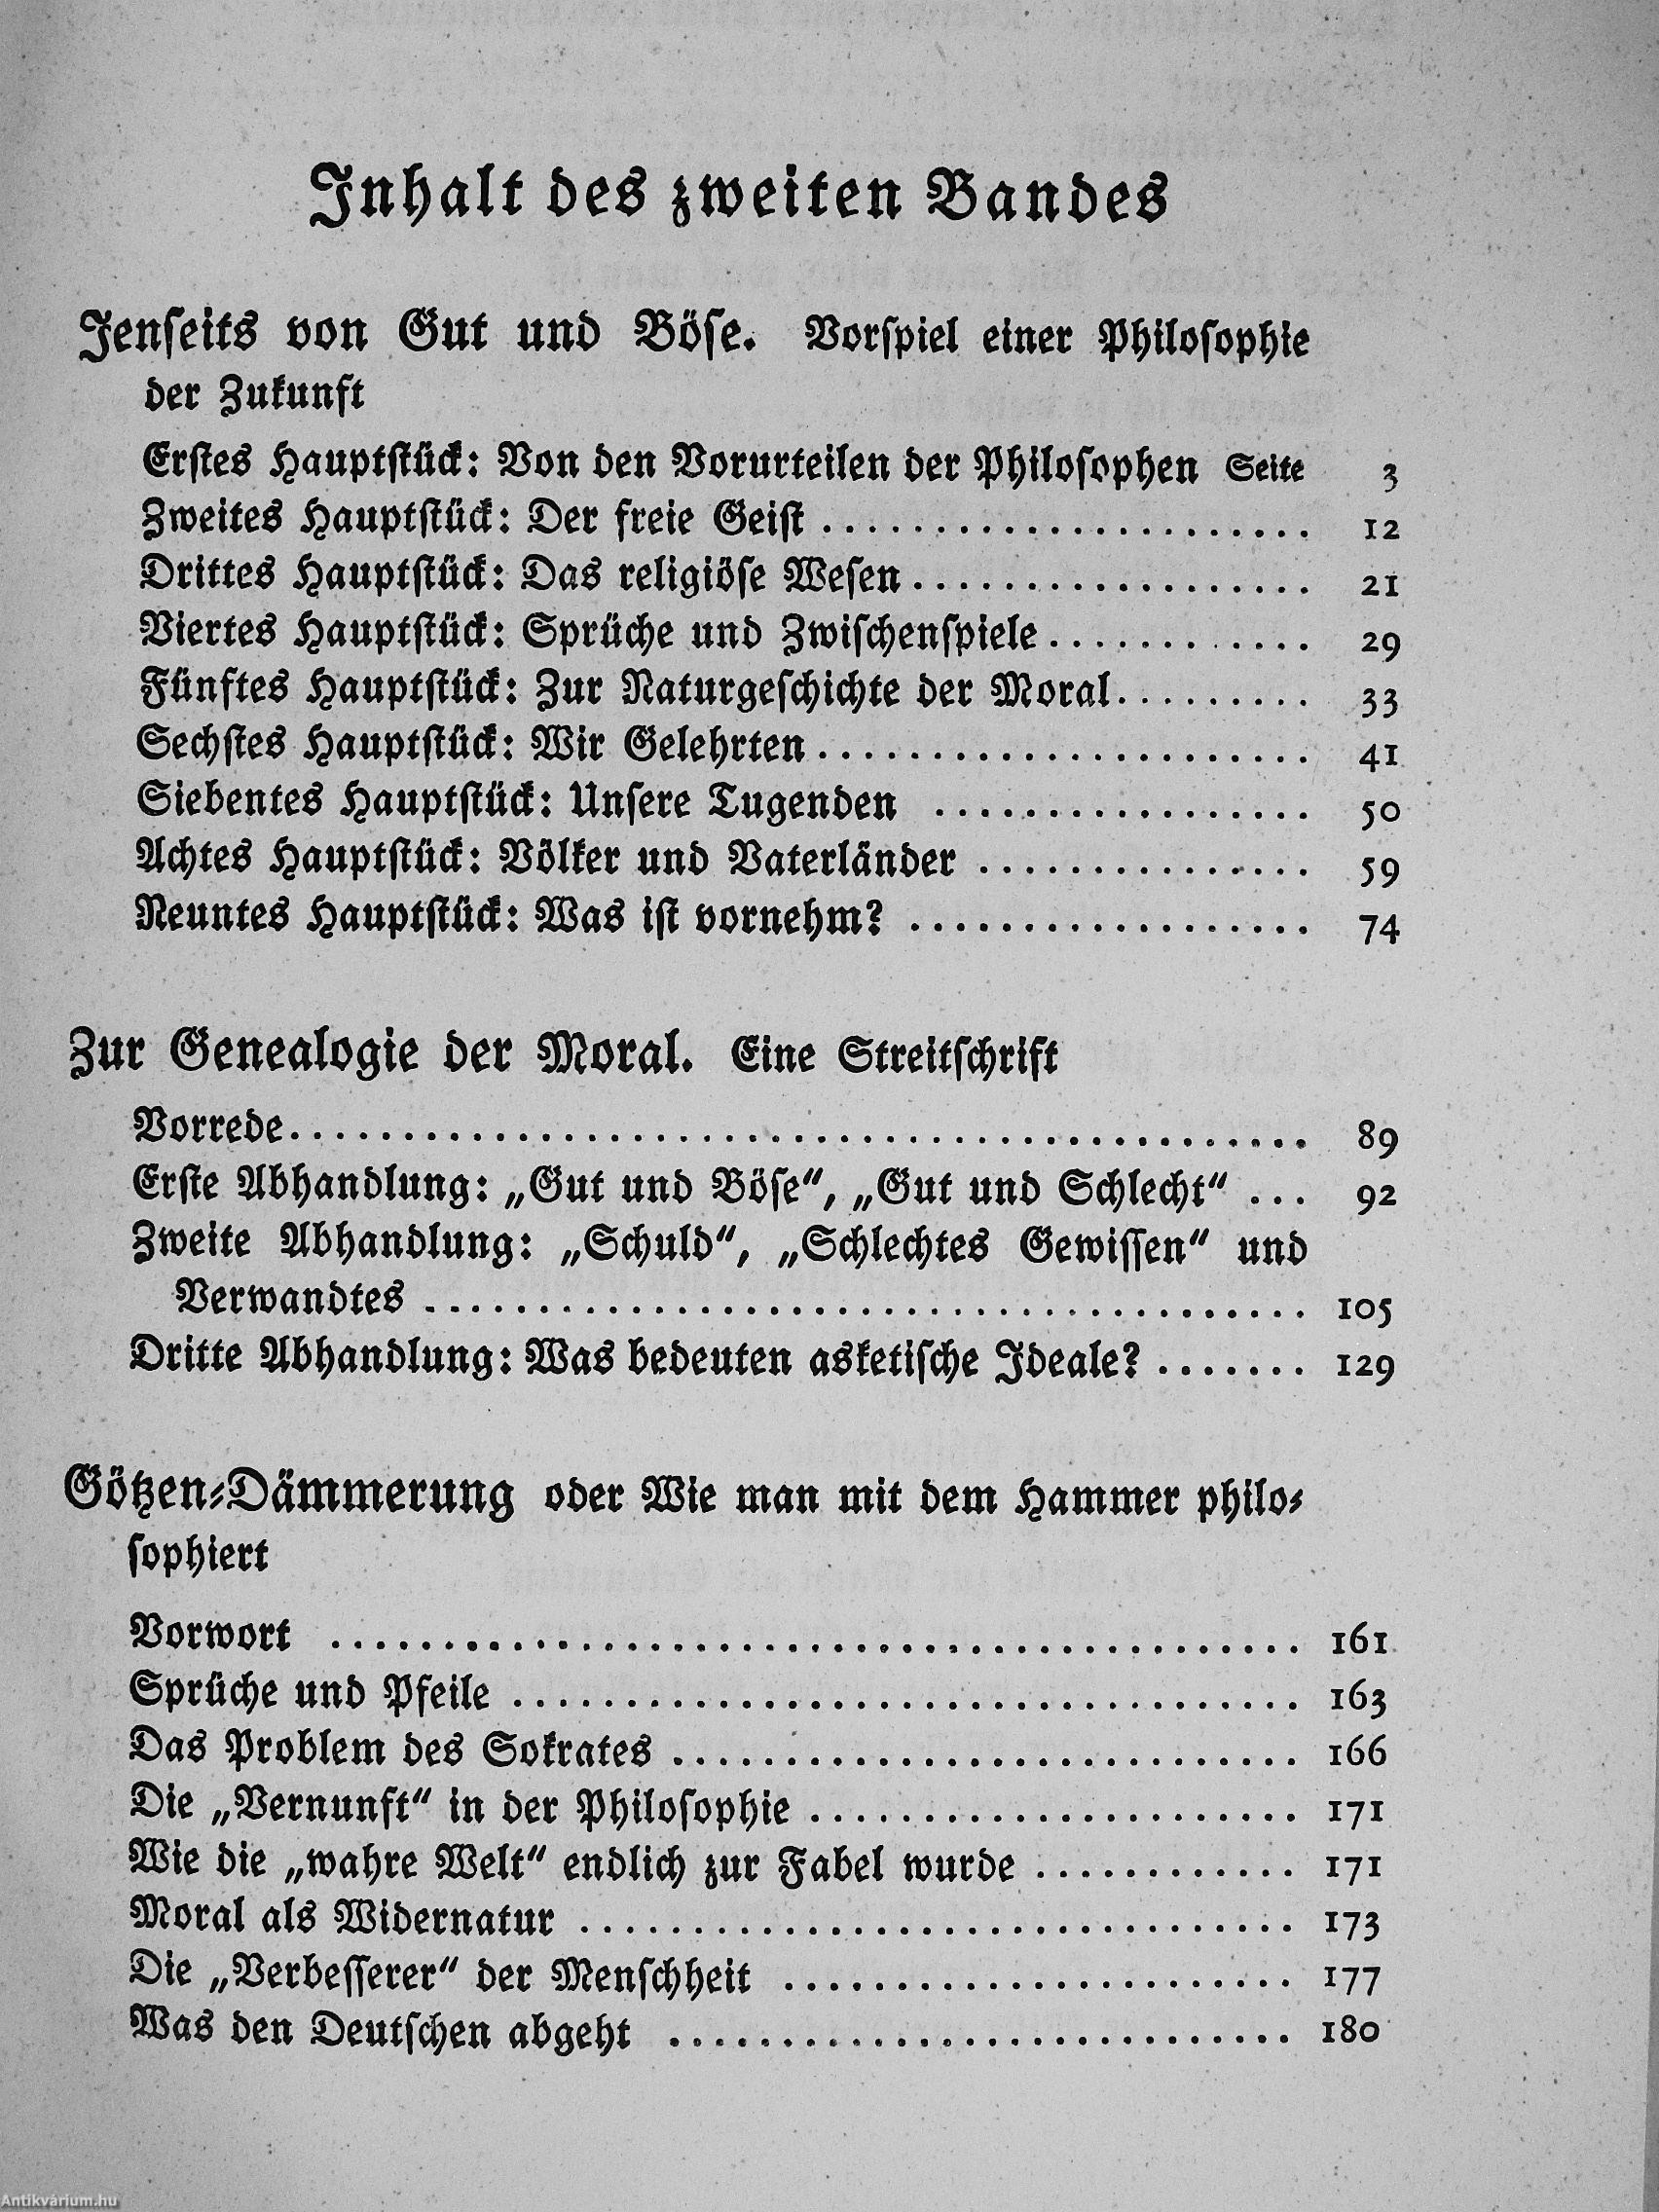 Inhalt des zweiten Bandes
Jenseits von Gut und Böse. Vorspiel einer Philosophie
der Zukunft
Erstes Hauptstück: Von den Vorurteilen der Philosophen Seite 3
Zweites Hauptstück: Der freie Geist ........................ 12
Drittes Hauptstück: Das religiöse Wesen .................. 21
Viertes Hauptstück: Sprüche und Zwischenspiele ............ 29
Fünftes Hauptstück: Zur Naturgeschichte der Moral ......... 33
Sechstes Hauptstück: Wir Gelehrten ...................... 41
Siebentes Hauptstück: Unsere Tugenden ................. 50
Achtes Hauptstück: Völker und Vaterländer ............... 59
Neuntes Hauptstück: Was ist vornehm? .................. 74
Zur Genealogie der Moral. Eine Streitschrift
Vorrede .............................................. 89
Erste Abhandlung: „Gut und Böse“, „Gut und Schlecht“ ... 92
Zweite Abhandlung: „Schuld“, „Schlechtes Gewissen“ und
Verwandtes ........................................ 105
Dritte Abhandlung: Was bedeuten asketische Ideale? ....... 129
Götzen-Dämmerung oder Wie man mit dem Hammer philo-
sophiert
Vorwort ............................................ 161
Sprüche und Pfeile .................................... 163
Das Problem des Sokrates ............................ 166
Die „Vernunft“ in der Philosophie ...................... 171
Wie die „wahre Welt“ endlich zur Fabel wurde ............ 171
Moral als Widernatur ................................ 173
Die „Verbesserer“ der Menschheit ....................... 177
Was den Deutschen abgeht ............................ 180
Antikvárium.hu